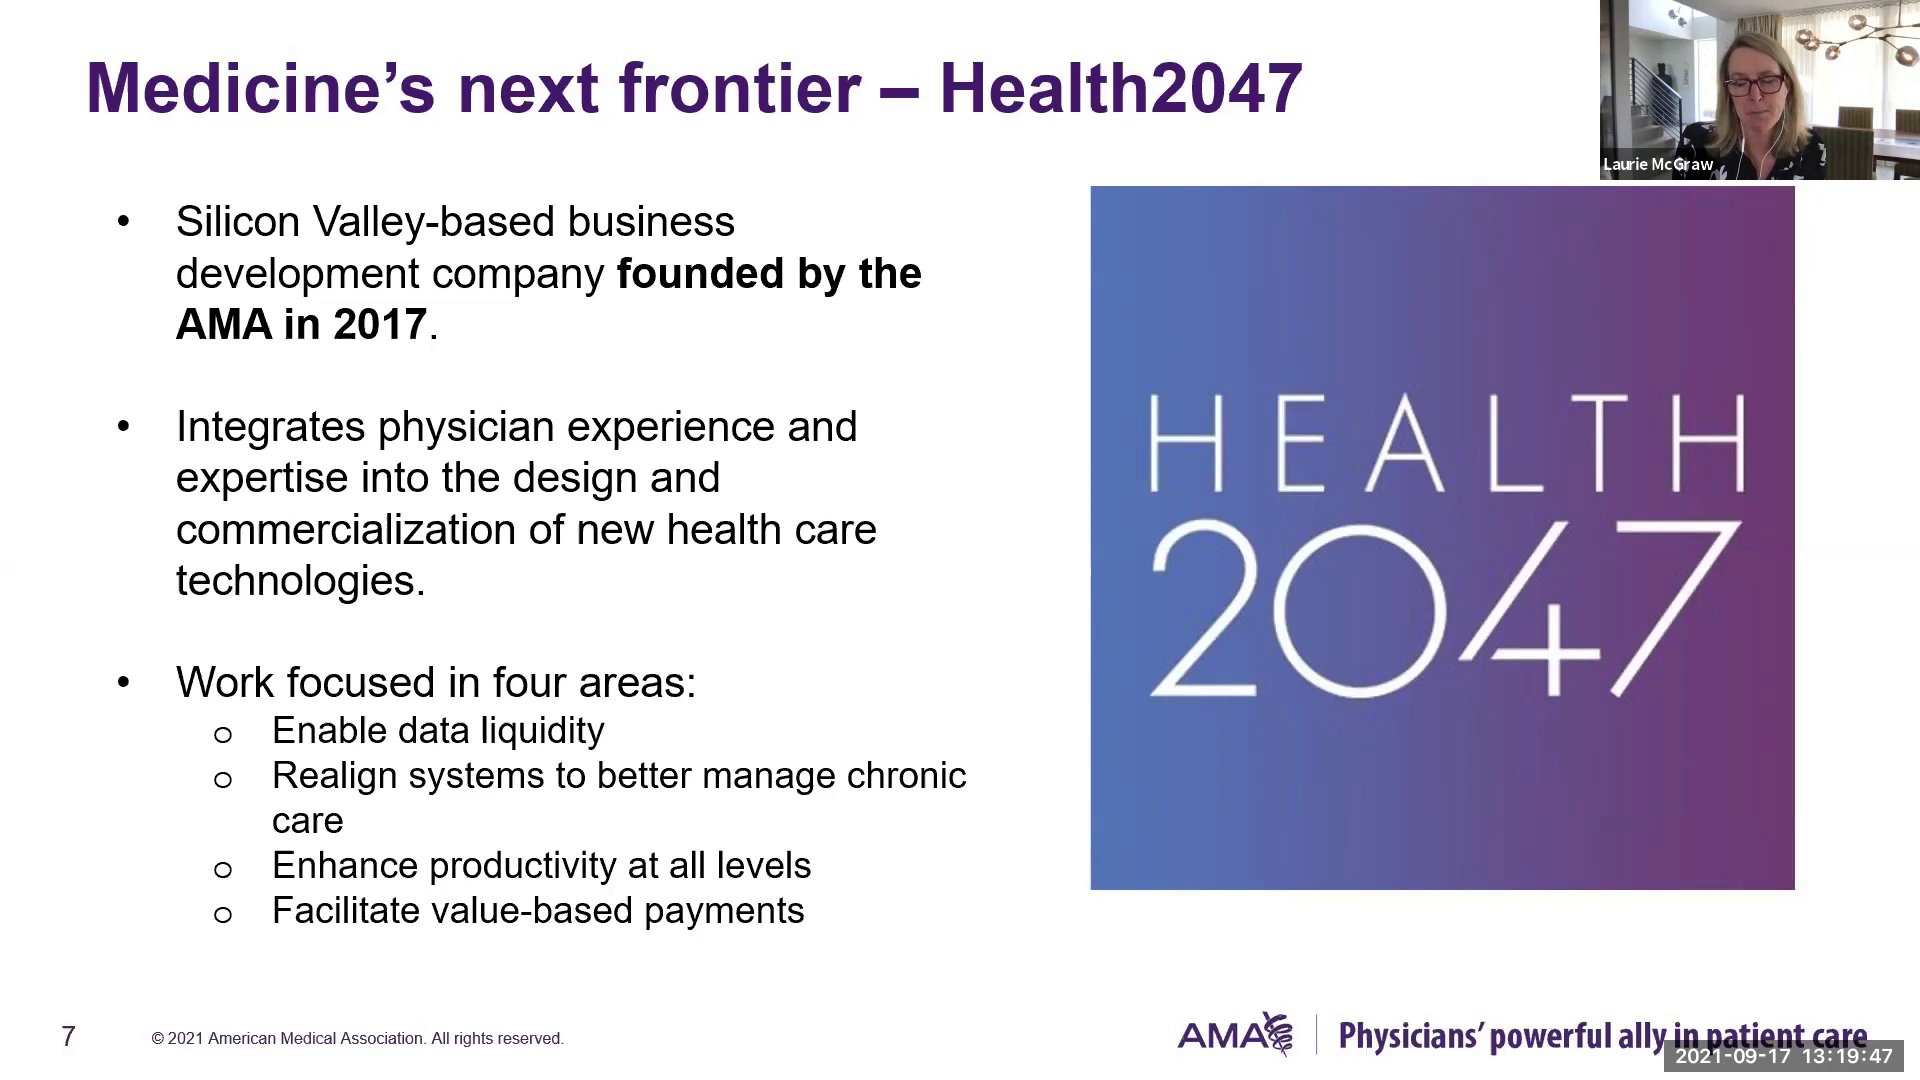 Medicine’s next frontier – Health2047
Laurie McGraw
• Silicon Valley-based business
development company founded by the
AMA in 2017.
• Integrates physician experience and
expertise into the design and
commercialization of new health care
technologies.
• Work focused in four areas:
o Enable data liquidity
o Realign systems to better manage chronic
care
o Enhance productivity at all levels
o Facilitate value-based payments
HEALTH
2047
7
© 2021 American Medical Association. All rights reserved.
AMA
Physicians’ powerful ally in patient care
2021-09-17 13:19:47